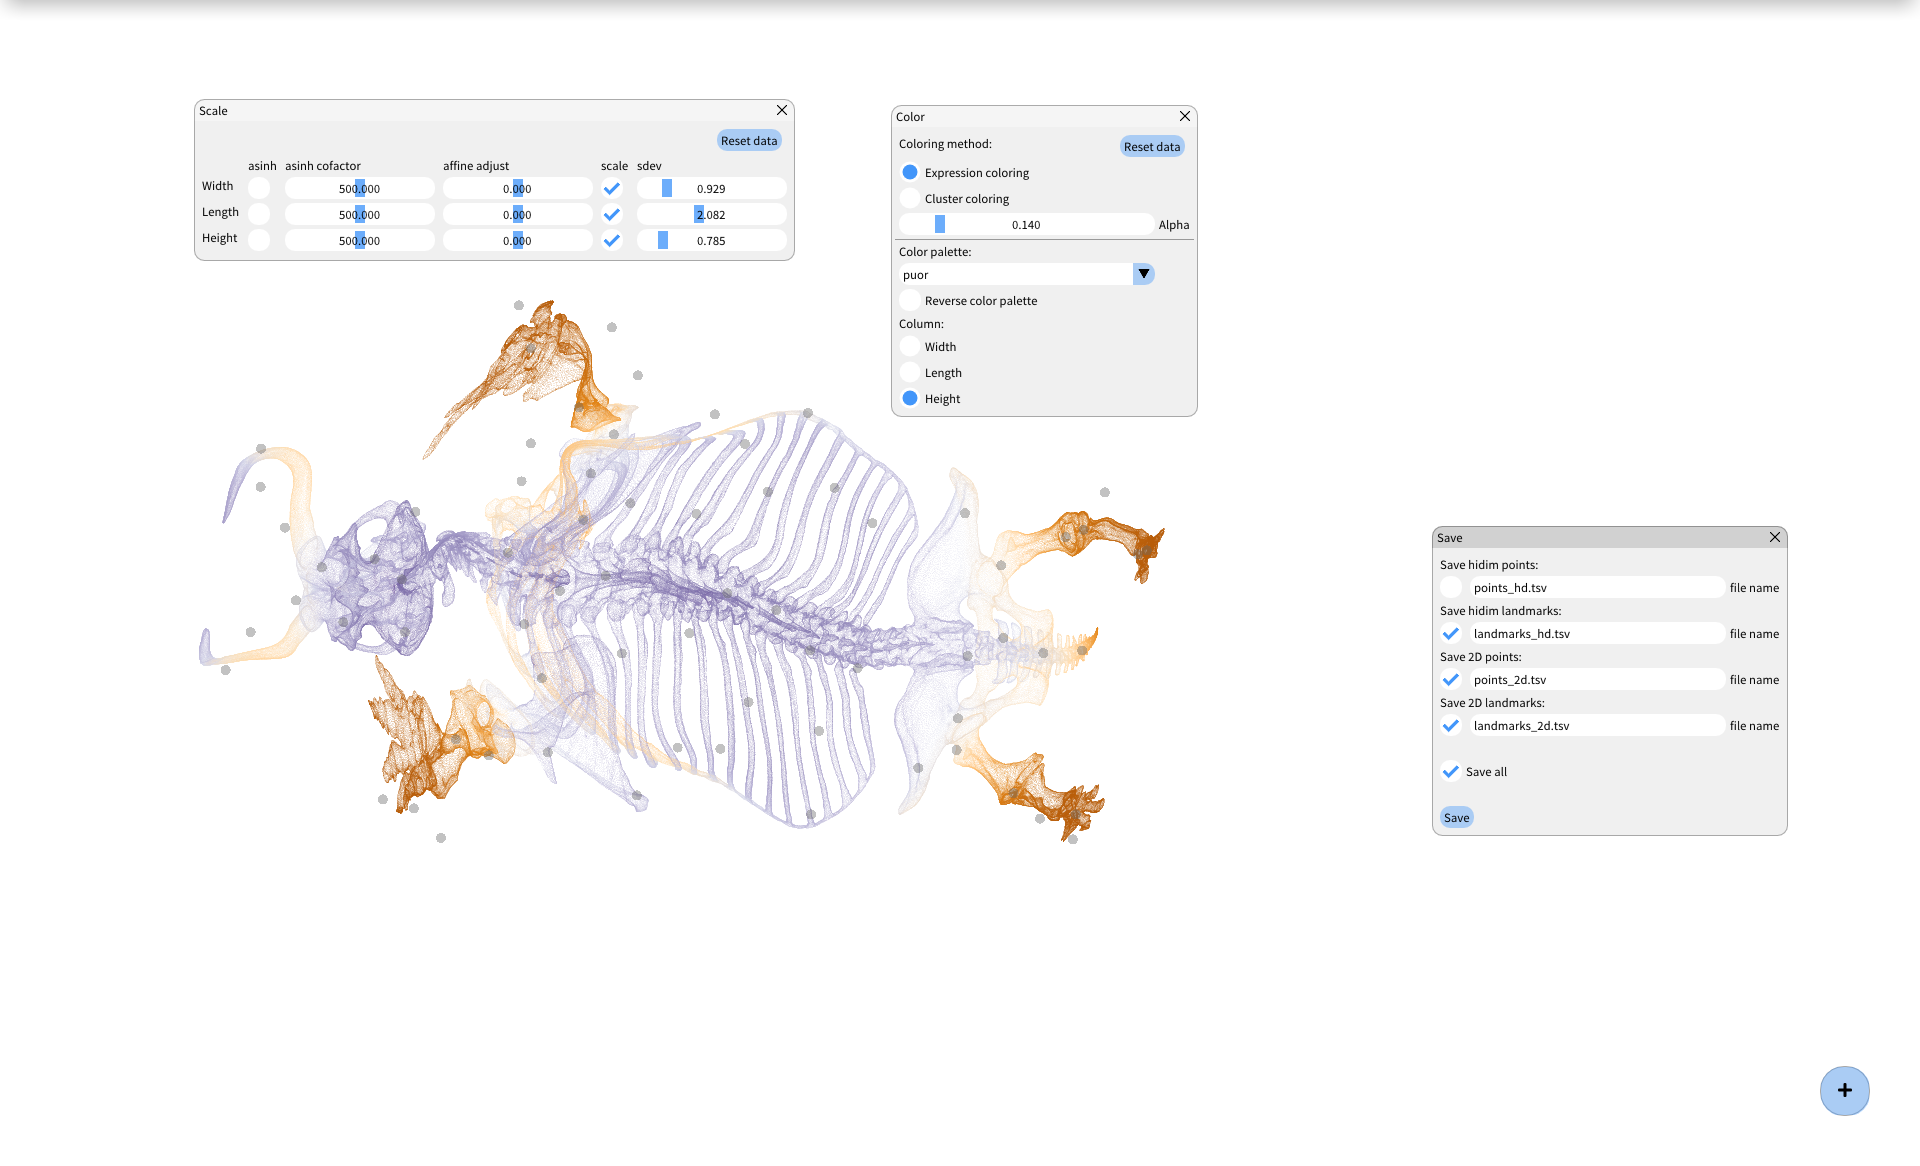 Scale
Reset data
asinh asinh cofactor affine adjust scale sdev
Width 500.000 0.000 0.929
Length 500.000 0.000 2.082
Height 500.000 0.000 0.785
Color
Coloring method:
Reset data
Expression coloring
Cluster coloring
0.140 Alpha
Color palette:
puor
Reverse color palette
Column:
Width
Length
Height
Save
Save hidim points:
points_hd.tsv file name
Save hidim landmarks:
landmarks_hd.tsv file name
Save 2D points:
points_2d.tsv file name
Save 2D landmarks:
landmarks_2d.tsv file name
Save all
Save
+